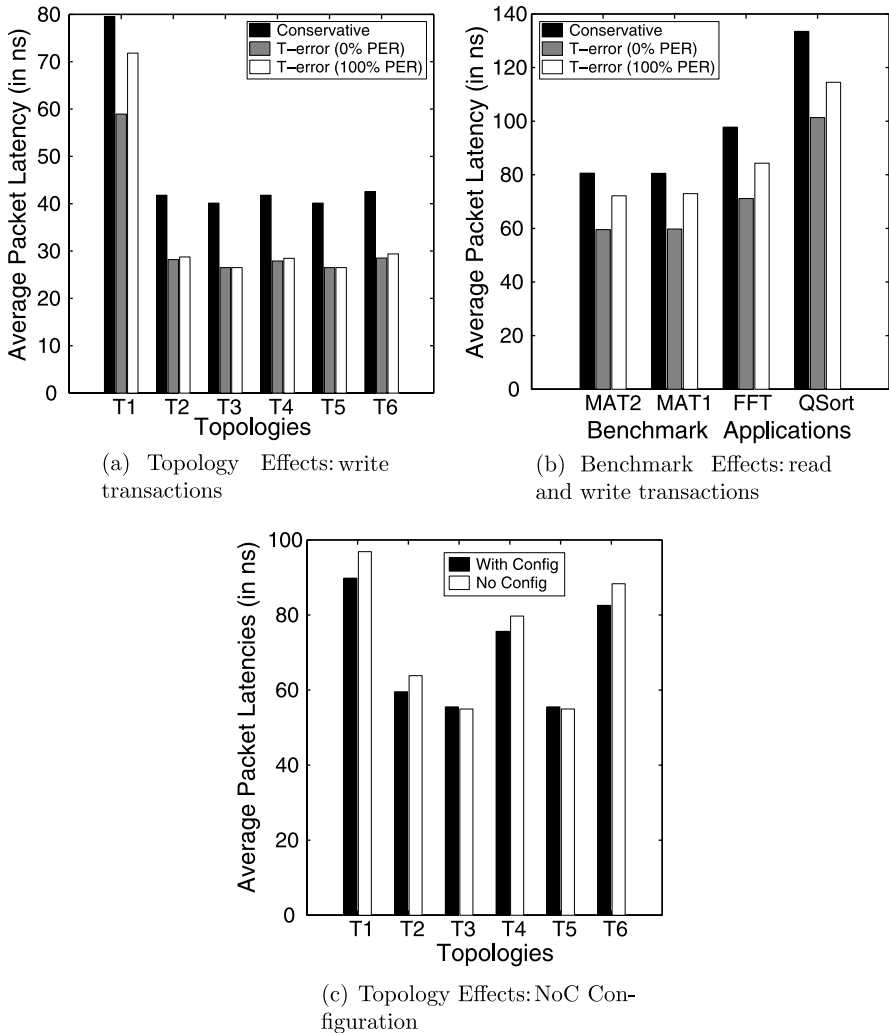 80
70
60
50
40
30
20
10
0
Average Packet Latency (in ns)
Conservative
T−error (0% PER)
T−error (100% PER)
T1 T2 T3 T4 T5 T6
Topologies
(a) Topology Effects: write
transactions
140
120
100
80
60
40
20
0
Average Packet Latency (in ns)
Conservative
T−error (0% PER)
T−error (100% PER)
MAT2 MAT1 FFT QSort
Benchmark Applications
(b) Benchmark Effects: read
and write transactions
100
80
60
40
20
0
Average Packet Latencies (in ns)
With Config
No Config
T1 T2 T3 T4 T5 T6
Topologies
(c) Topology Effects: NoC Con-
figuration